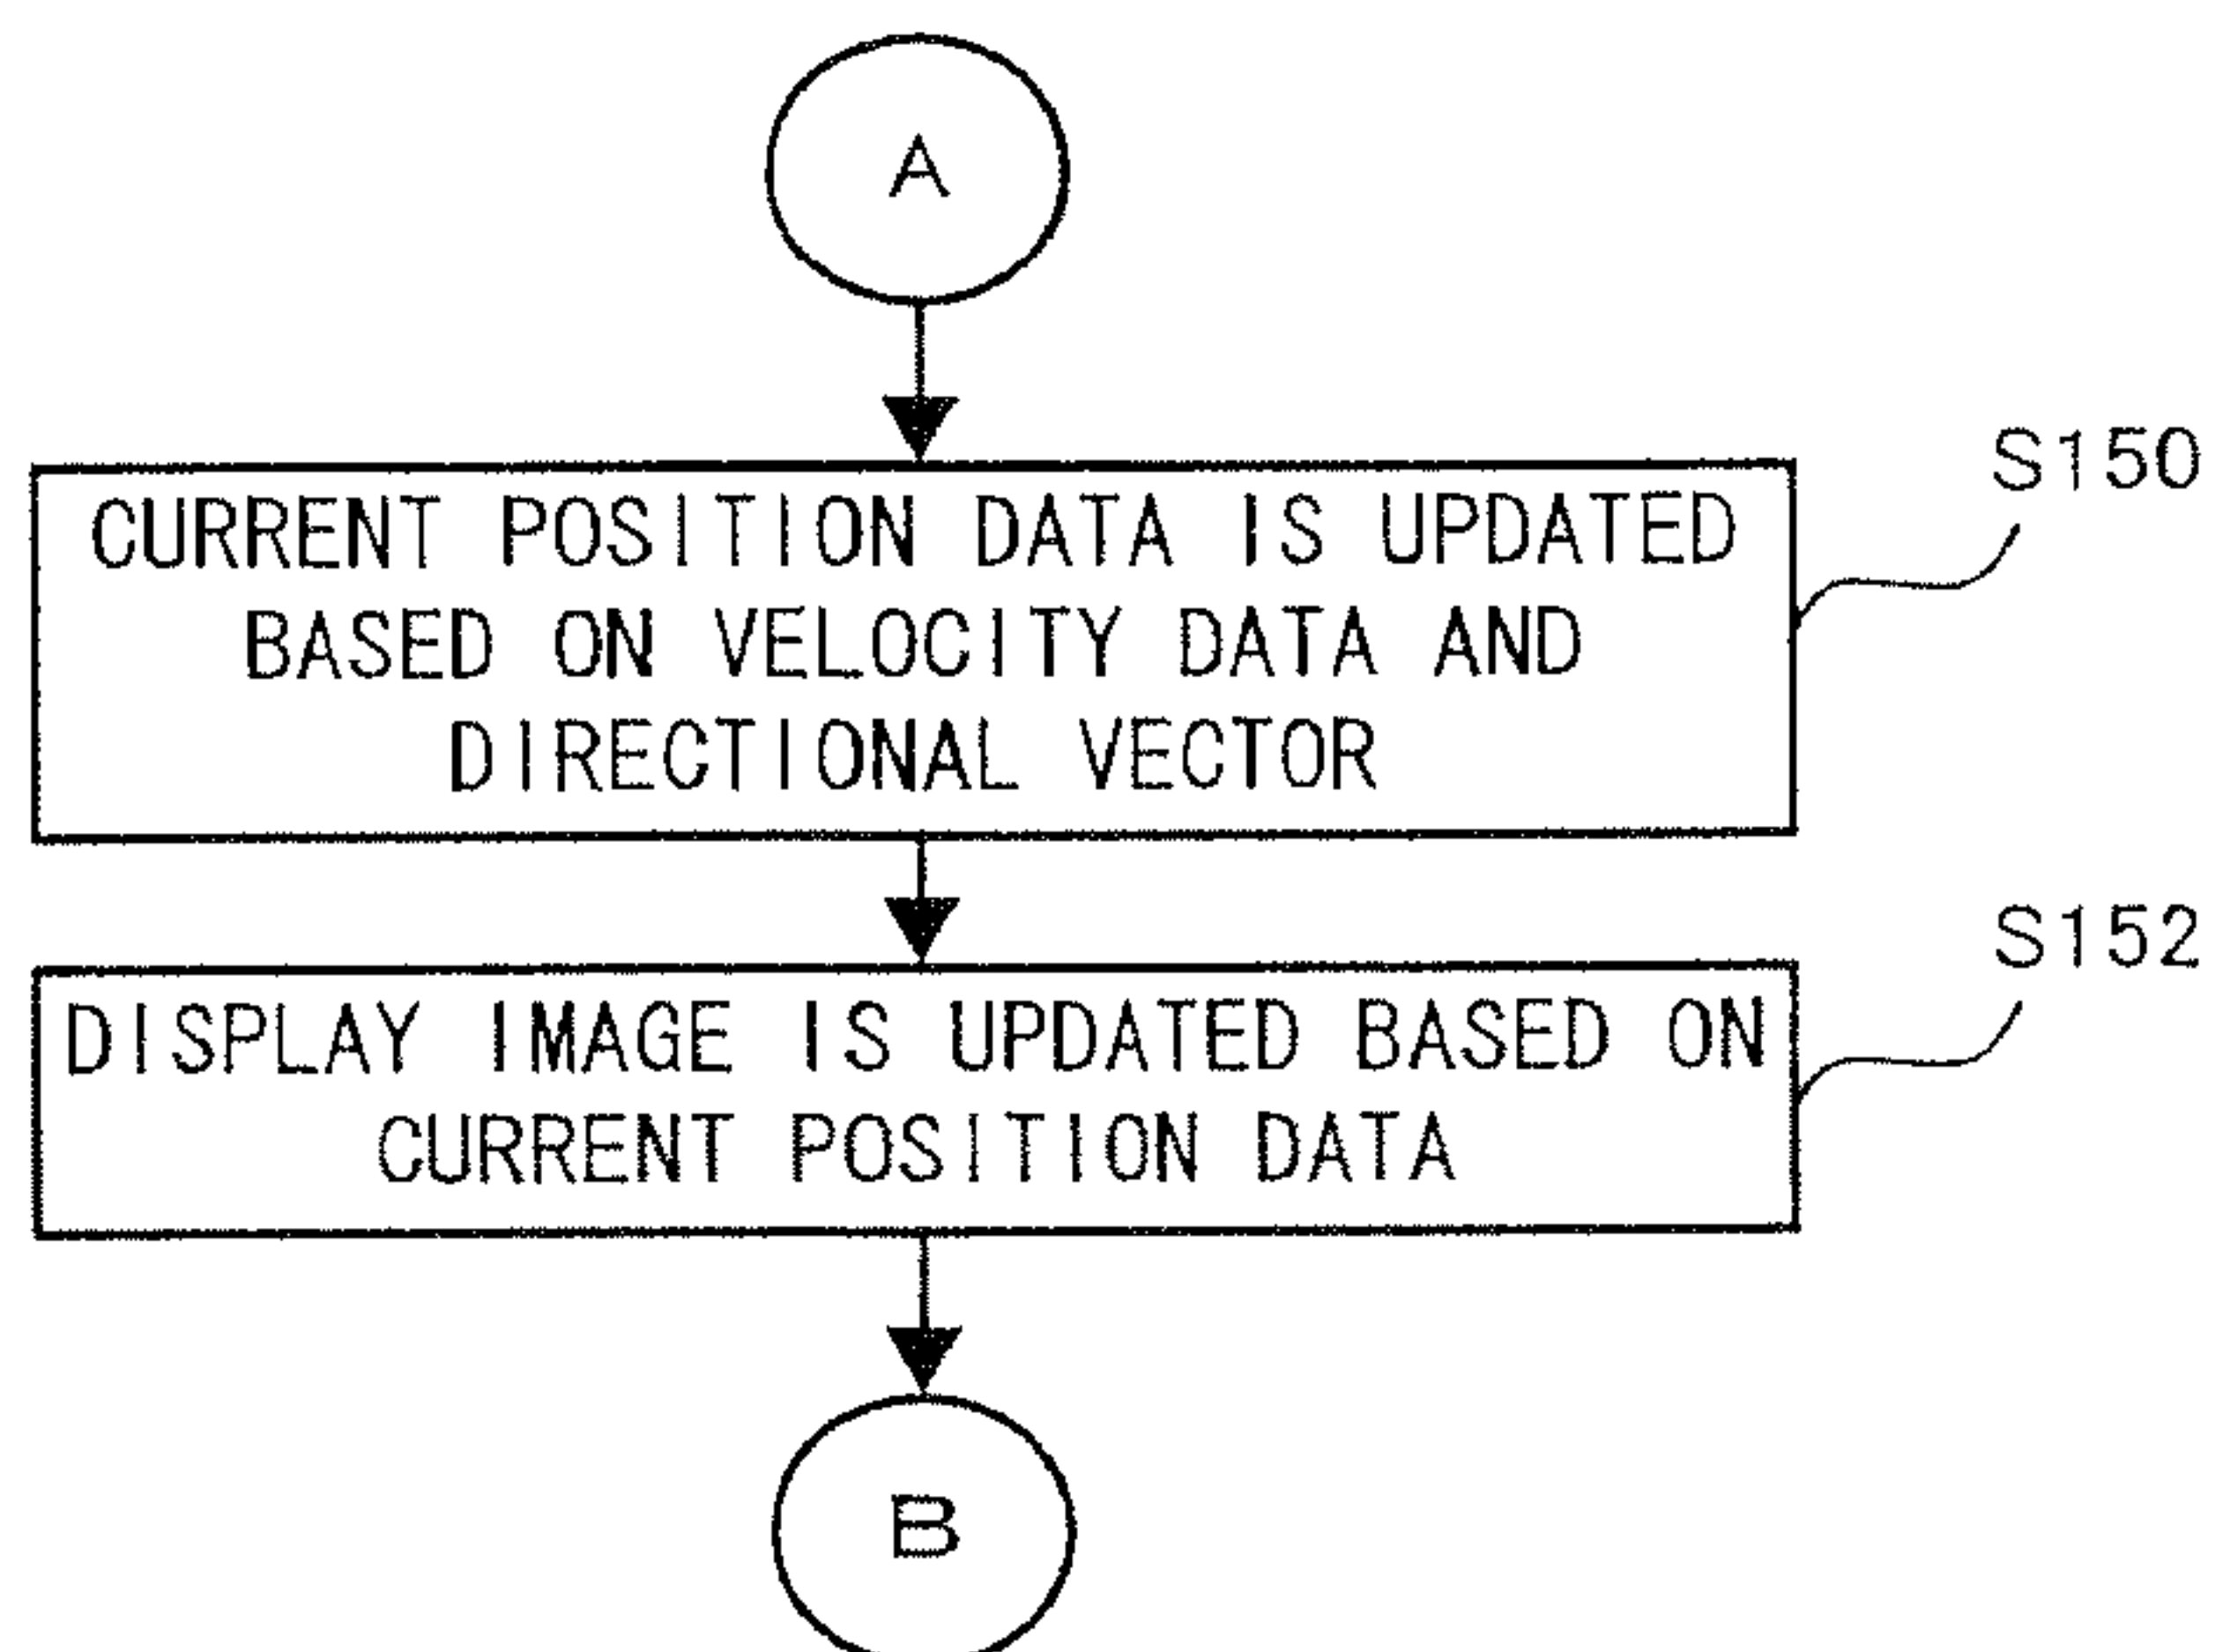 A
S150
CURRENT POSITION DATA IS UPDATED
BASED ON VELOCITY DATA AND
DIRECTIONAL VECTOR
S152
DISPLAY IMAGE IS UPDATED BASED ON
CURRENT POSITION DATA
B